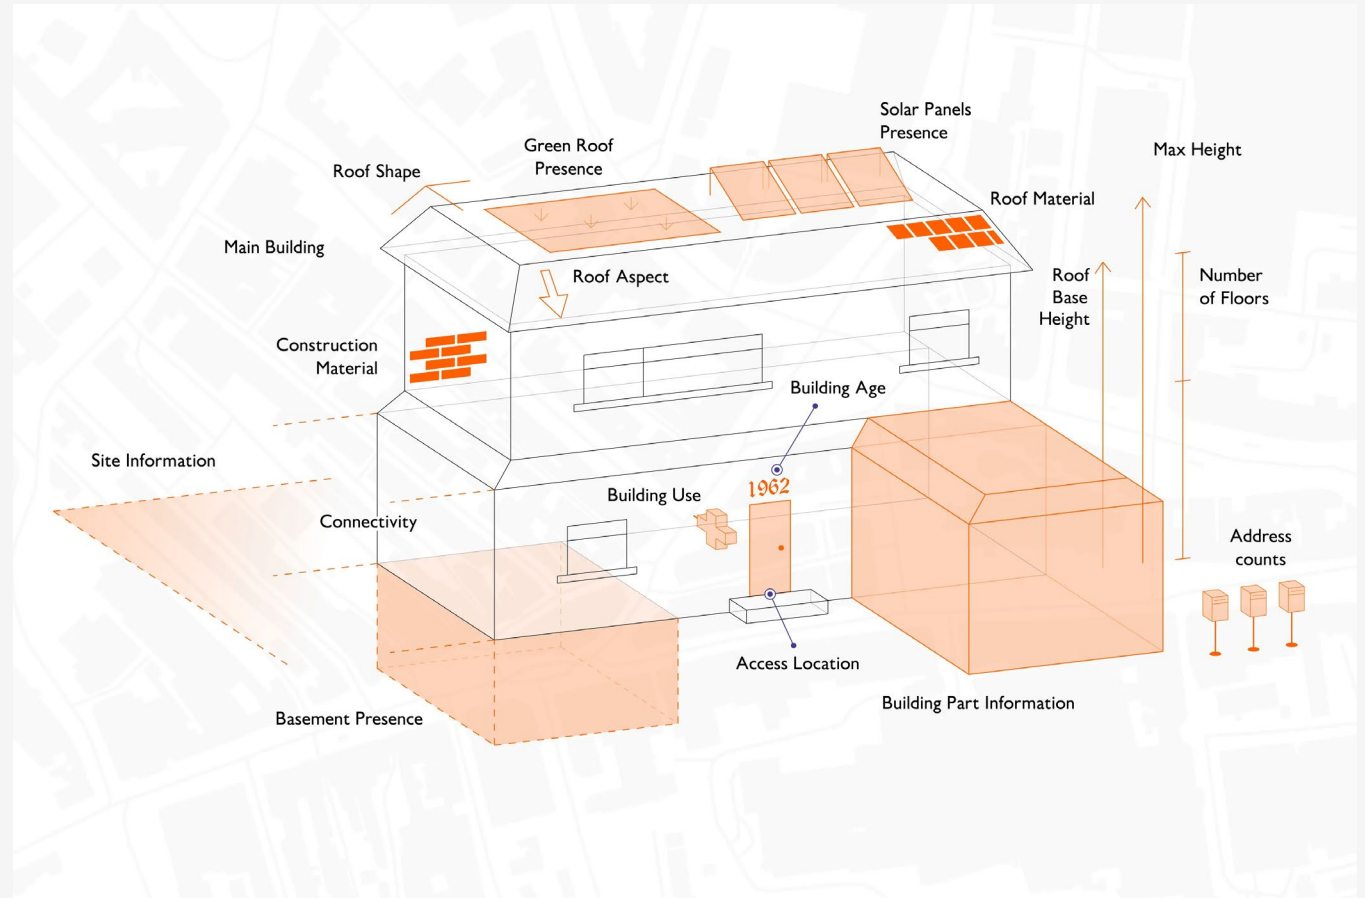 Solar Panels
Presence
Green Roof
Presence
Max Height
Roof Shape
Roof Material
Main Building
Roof Aspect
Roof
Base
Height
Number
of Floors
Construction
Material
Building Age
Site Information
1962
Building Use
Connectivity
Address
counts
Access Location
Building Part Information
Basement Presence